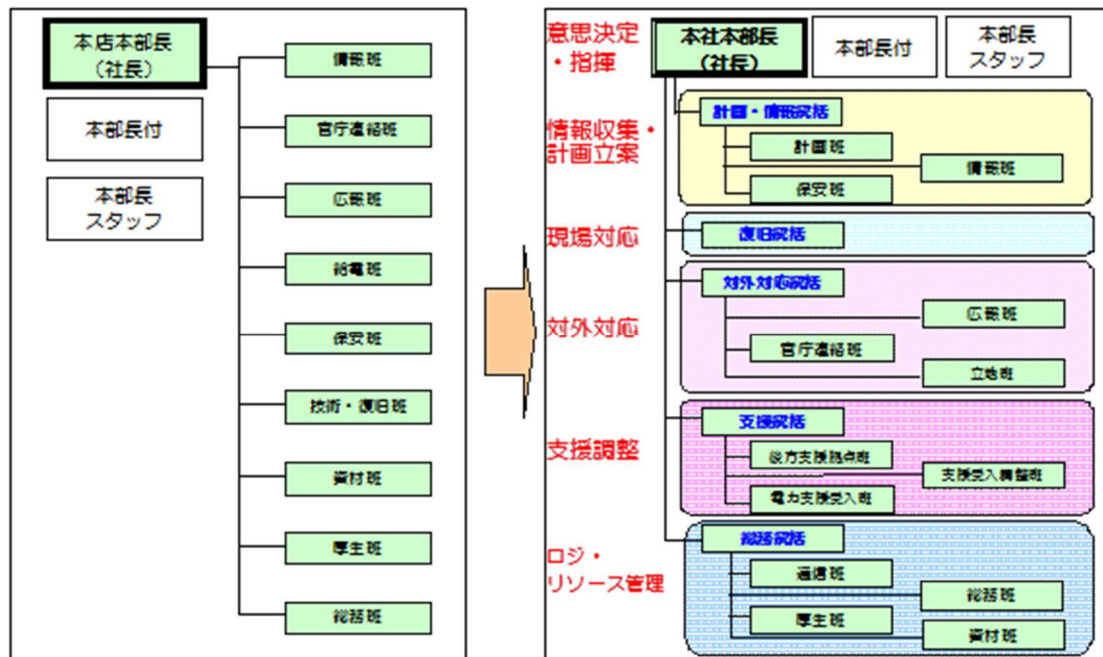 本店本部長
（社長）
本部長付
本部長
スタッフ
情報班
官庁連絡班
広報班
給電班
保安班
技術・復旧班
資材班
厚生班
総務班
意思決定
・指揮
本社本部長
（社長）
本部長付
本部長
スタッフ
情報収集・
計画立案
計画・情報統括
計画班
情報班
保安班
現場対応
復旧統括
対外対応
対外対応統括
広報班
官庁連絡班
立地班
支援調整
支援統括
後方支援拠点班
支援受入調整班
電力支援受入班
ロジ・
リソース管理
総務統括
通信班
総務班
厚生班
資材班